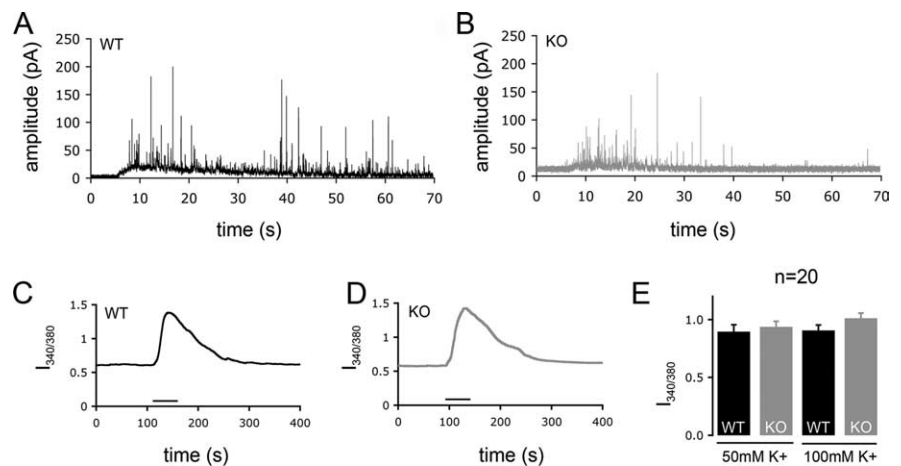 A
WT
amplitude (pA)
250
200
150
100
50
0
0 10 20 30 40 50 60 70
time (s)
B
KO
amplitude (pA)
250
200
150
100
50
0
0 10 20 30 40 50 60 70
time (s)
C
WT
I340/380
1.5
1
0.5
0
0 100 200 300 400
time (s)
D
KO
I340/380
1.5
1
0.5
0
0 100 200 300 400
time (s)
E
n=20
I340/380
1.0
0.5
0.0
WT KO WT KO
50mM K+ 100mM K+